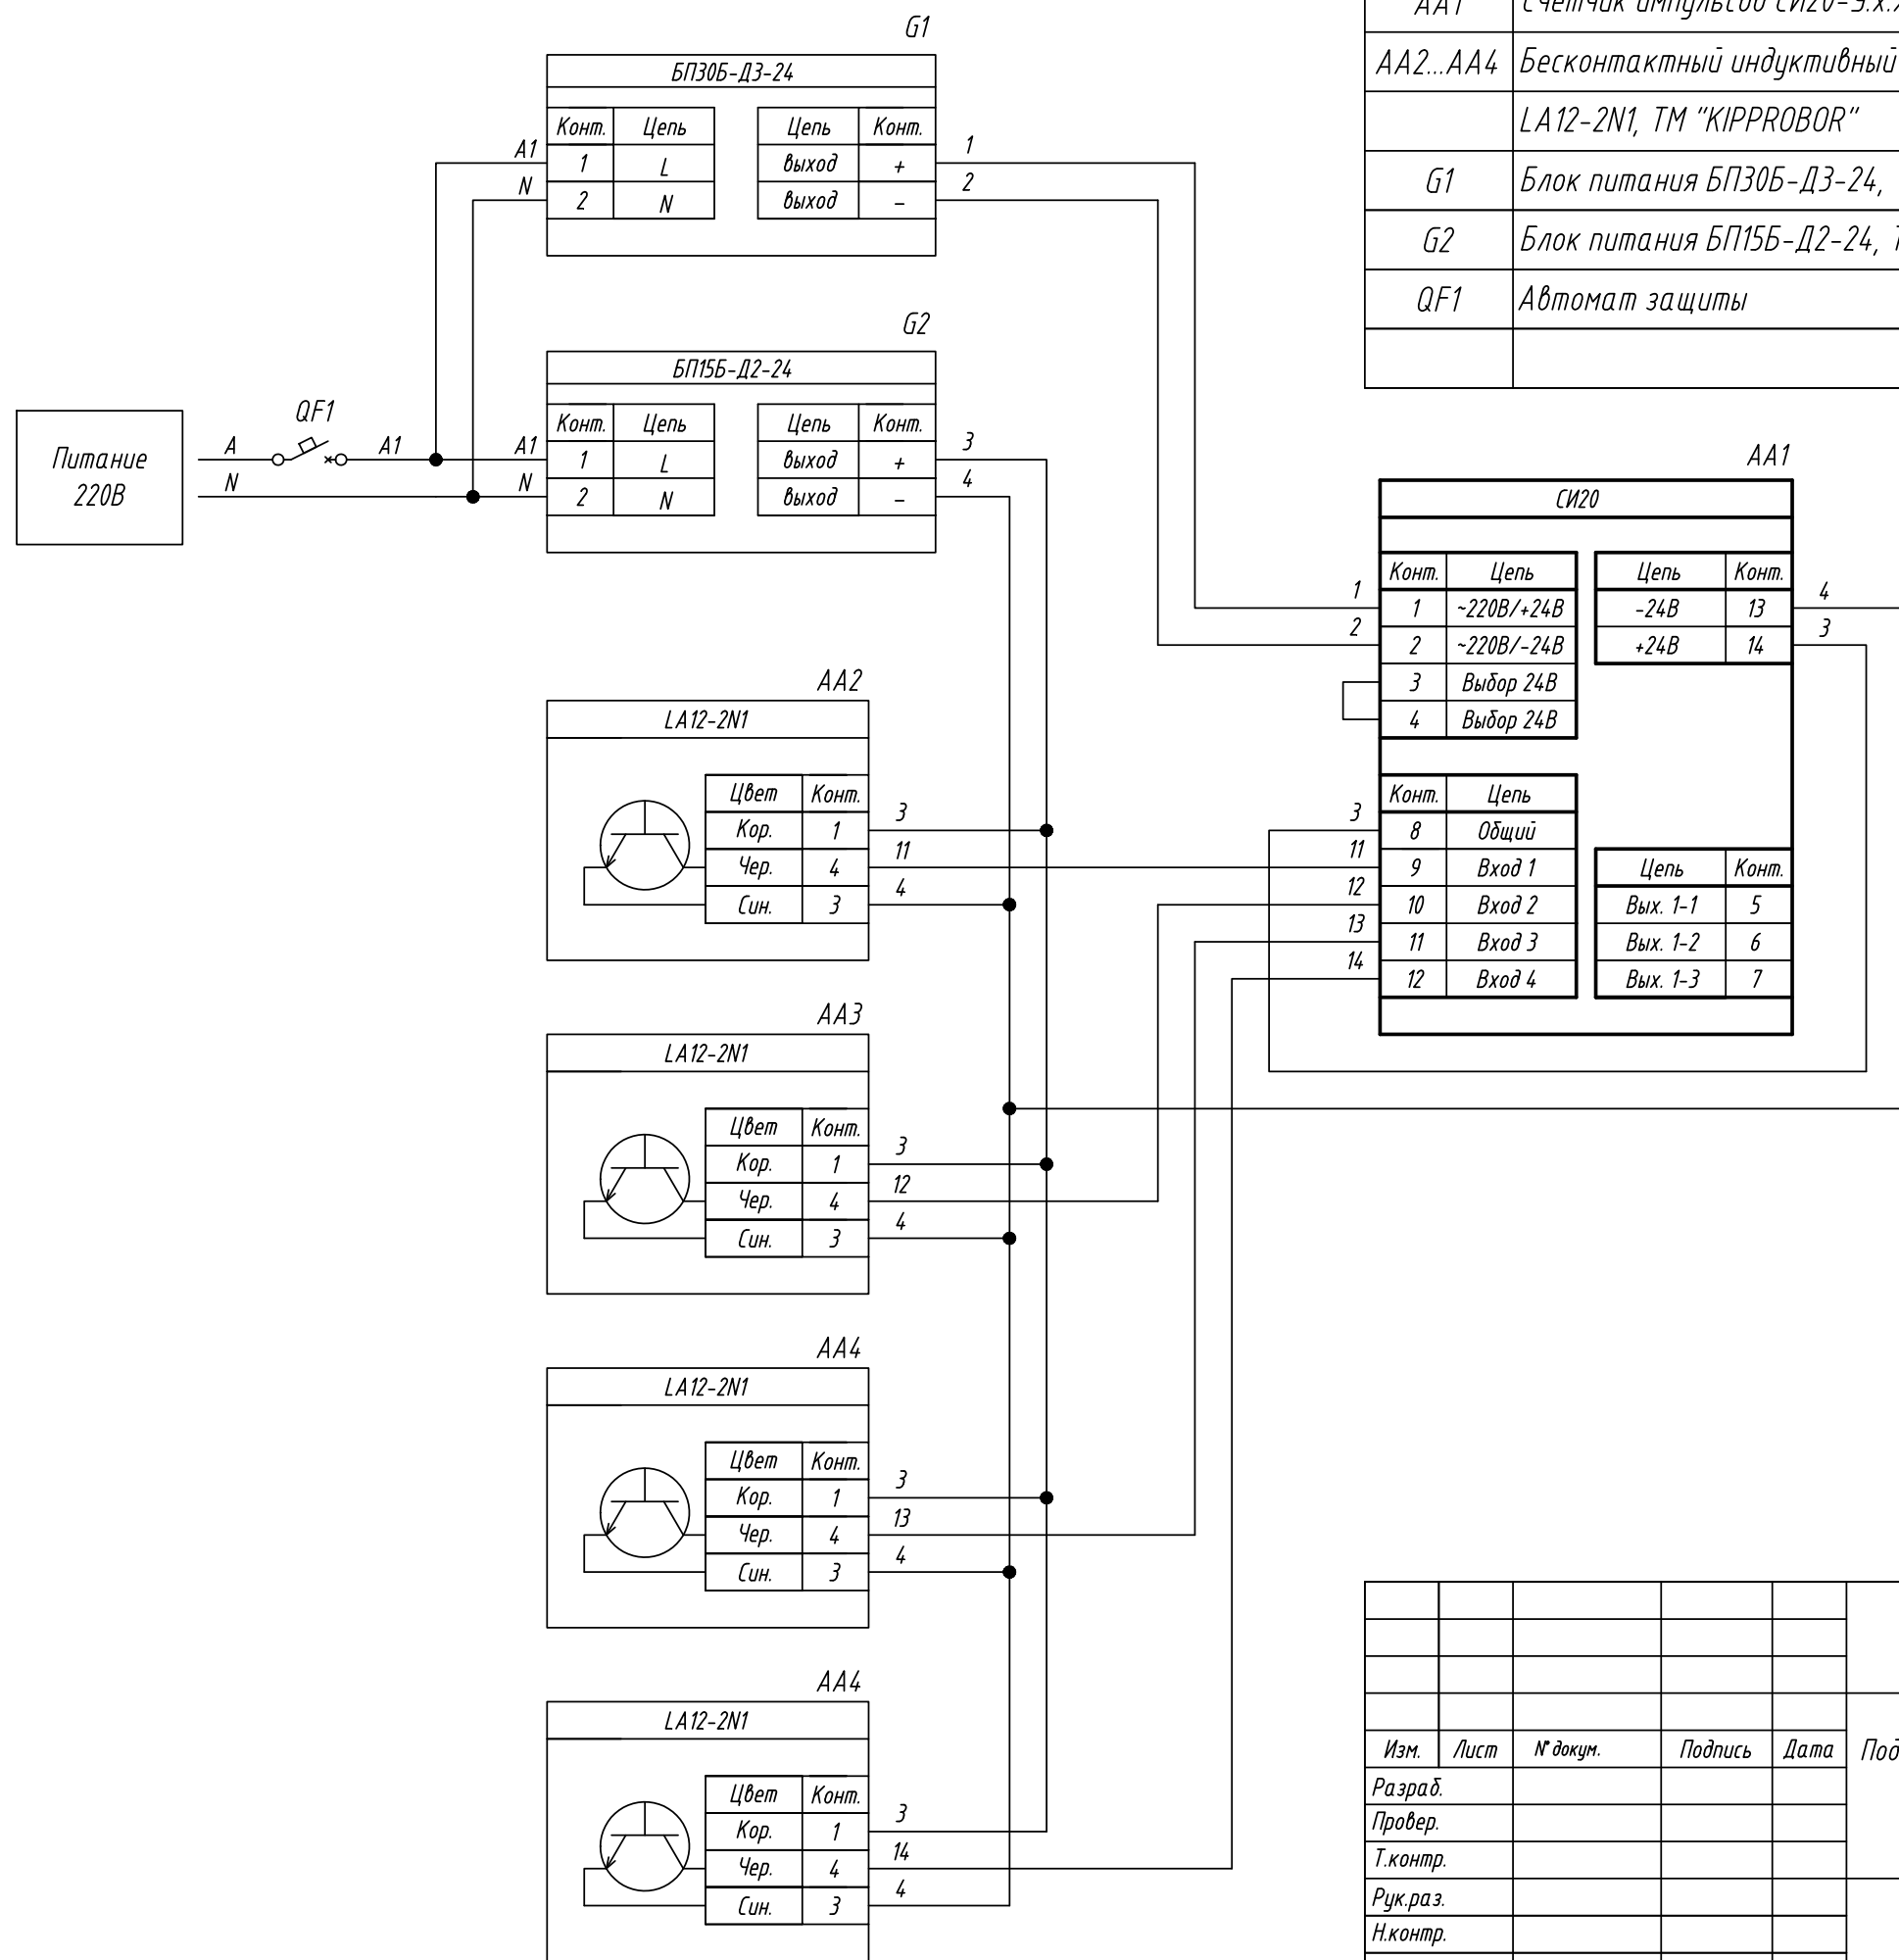 G1
БП30Б-Д3-24
Конт. Цепь Цепь Конт.
A1 1 L выход + 1
N 2 N выход - 2
G2
БП15Б-Д2-24
Конт. Цепь Цепь Конт.
A1 1 L выход + 3
N 2 N выход - 4
Питание
220В
QF1
A A1
N
AA1
AA2...AA4 Бесконтактный индуктивный
LA12-2N1, ТМ "KIPPROBOR"
G1 Блок питания БП30Б-Д3-24,
G2 Блок питания БП15Б-Д2-24,
QF1 Автомат защиты
AA1
СИ20
Конт. Цепь Цепь Конт.
1 1 ~220В/+24В -24В 13 4
2 2 ~220В/-24В +24В 14 3
3 Выбор 24В
4 Выбор 24В
Конт. Цепь
3 8 Общий
11 9 Вход 1 Цепь Конт.
12 10 Вход 2 Вых. 1-1 5
13 11 Вход 3 Вых. 1-2 6
14 12 Вход 4 Вых. 1-3 7
AA2
LA12-2N1
Цвет Конт.
Кор. 1 3
Чер. 4 11
Син. 3 4
AA3
LA12-2N1
Цвет Конт.
Кор. 1 3
Чер. 4 12
Син. 3 4
AA4
LA12-2N1
Цвет Конт.
Кор. 1 3
Чер. 4 13
Син. 3 4
AA4
LA12-2N1
Цвет Конт.
Кор. 1 3
Чер. 4 14
Син. 3 4
Изм. Лист № докум. Подпись Дата
Разраб.
Провер.
Т.контр.
Рук.раз.
Н.контр.